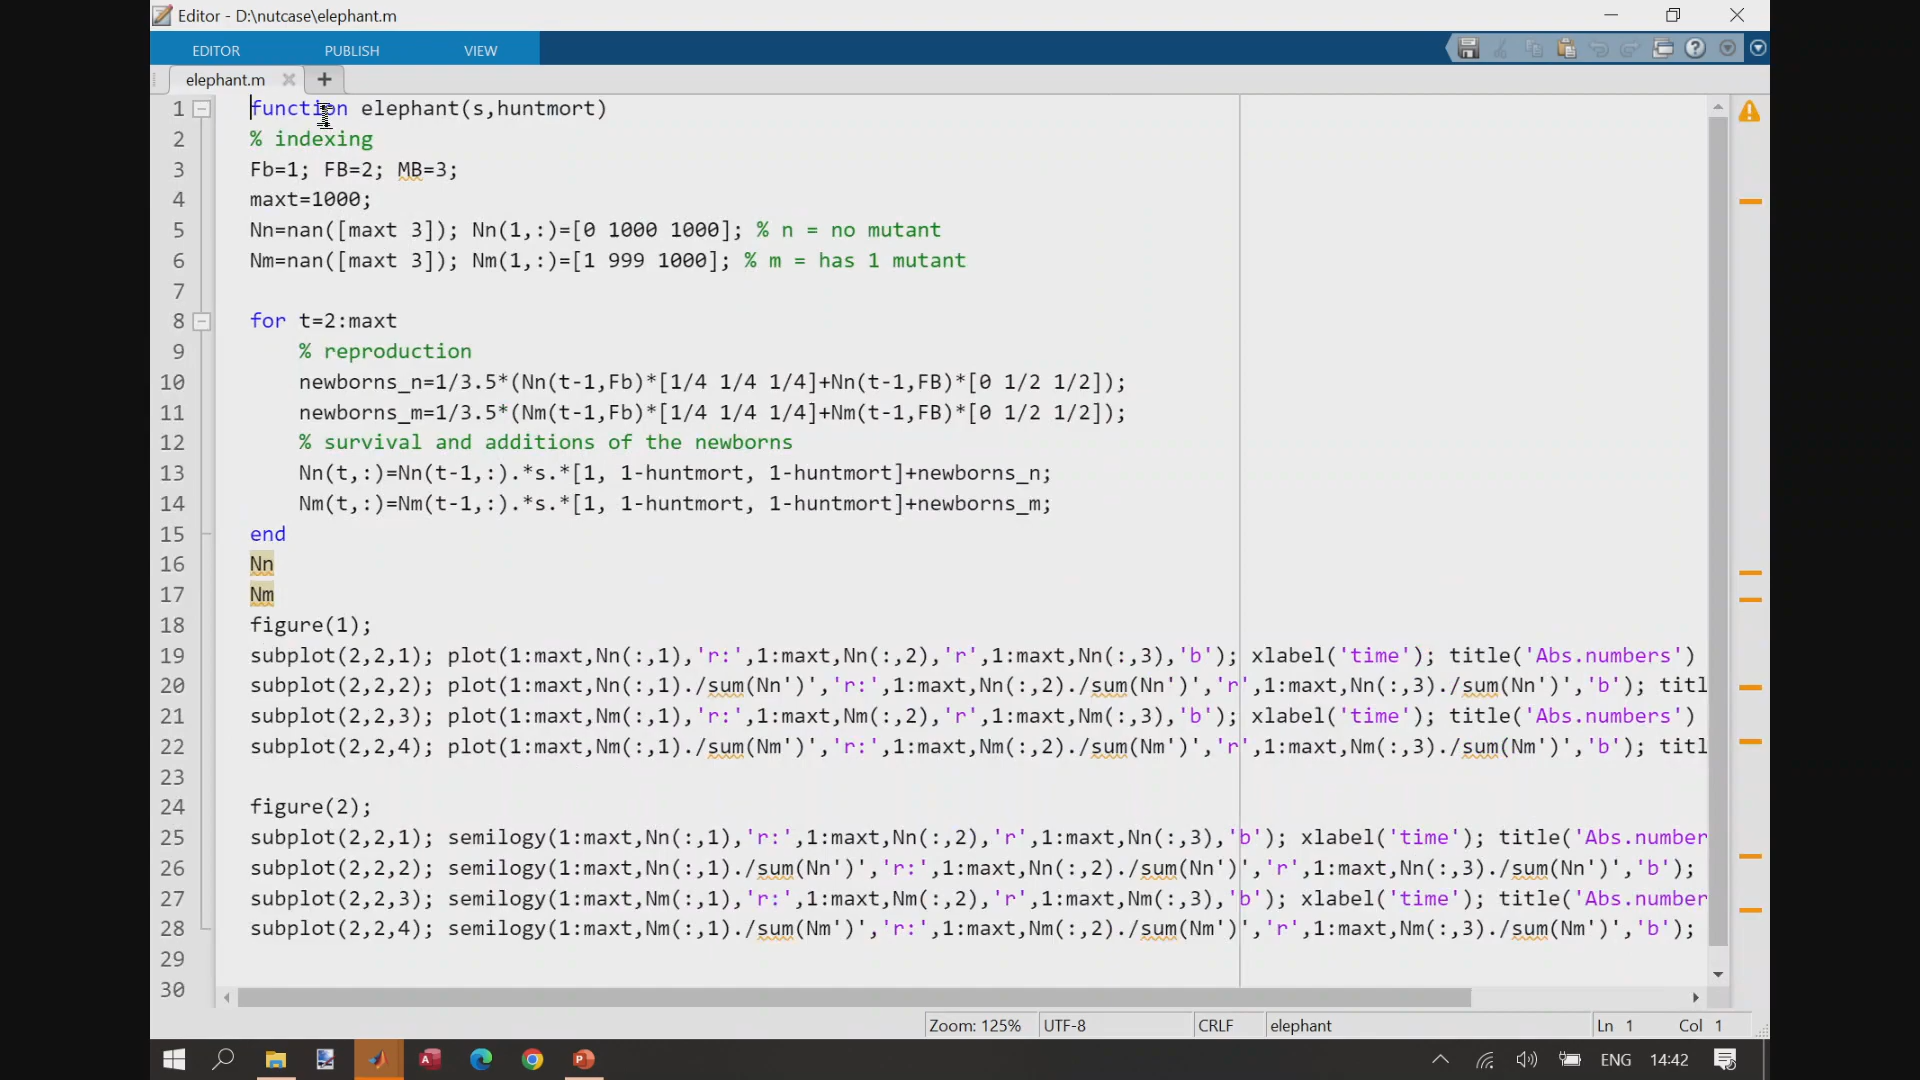 Editor - D:\nutcase\elephant.m
EDITOR PUBLISH VIEW
elephant.m
1 function elephant(s,huntmort)
2 % indexing
3 Fb=1; FB=2; MB=3;
4 maxt=1000;
5 Nn=nan([maxt 3]); Nn(1,:)=[0 1000 1000]; % n = no mutant
6 Nm=nan([maxt 3]); Nm(1,:)=[1 999 1000]; % m = has 1 mutant
7
8 for t=2:maxt
9 % reproduction
10 newborns_n=1/3.5*(Nn(t-1,Fb)*[1/4 1/4 1/4]+Nn(t-1,FB)*[0 1/2 1/2]);
11 newborns_m=1/3.5*(Nm(t-1,Fb)*[1/4 1/4 1/4]+Nm(t-1,FB)*[0 1/2 1/2]);
12 % survival and additions of the newborns
13 Nn(t,:)=Nn(t-1,:).*s.*[1, 1-huntmort, 1-huntmort]+newborns_n;
14 Nm(t,:)=Nm(t-1,:).*s.*[1, 1-huntmort, 1-huntmort]+newborns_m;
15 end
16 Nn
17 Nm
18 figure(1);
19 subplot(2,2,1); plot(1:maxt,Nn(:,1),'r:',1:maxt,Nn(:,2),'r',1:maxt,Nn(:,3),'b'); xlabel('time'); title('Abs.numbers')
20 subplot(2,2,2); plot(1:maxt,Nn(:,1)./sum(Nn')','r:',1:maxt,Nn(:,2)./sum(Nn')','r',1:maxt,Nn(:,3)./sum(Nn')','b'); titl
21 subplot(2,2,3); plot(1:maxt,Nm(:,1),'r:',1:maxt,Nm(:,2),'r',1:maxt,Nm(:,3),'b'); xlabel('time'); title('Abs.numbers')
22 subplot(2,2,4); plot(1:maxt,Nm(:,1)./sum(Nm')','r:',1:maxt,Nm(:,2)./sum(Nm')','r',1:maxt,Nm(:,3)./sum(Nm')','b'); titl
23
24 figure(2);
25 subplot(2,2,1); semilogy(1:maxt,Nn(:,1),'r:',1:maxt,Nn(:,2),'r',1:maxt,Nn(:,3),'b'); xlabel('time'); title('Abs.number
26 subplot(2,2,2); semilogy(1:maxt,Nn(:,1)./sum(Nn')','r:',1:maxt,Nn(:,2)./sum(Nn')','r',1:maxt,Nn(:,3)./sum(Nn')','b');
27 subplot(2,2,3); semilogy(1:maxt,Nm(:,1),'r:',1:maxt,Nm(:,2),'r',1:maxt,Nm(:,3),'b'); xlabel('time'); title('Abs.number
28 subplot(2,2,4); semilogy(1:maxt,Nm(:,1)./sum(Nm')','r:',1:maxt,Nm(:,2)./sum(Nm')','r',1:maxt,Nm(:,3)./sum(Nm')','b');
29
30
Zoom: 125% UTF-8 CRLF elephant Ln 1 Col 1
ENG 14:42